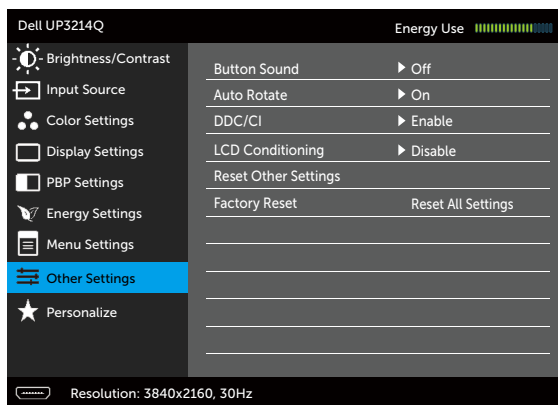 Dell UP3214Q Energy Use
Brightness/Contrast
Input Source
Color Settings
Display Settings
PBP Settings
Energy Settings
Menu Settings
Other Settings
Personalize
Button Sound Off
Auto Rotate On
DDC/CI Enable
LCD Conditioning Disable
Reset Other Settings
Factory Reset Reset All Settings
Resolution: 3840x2160, 30Hz